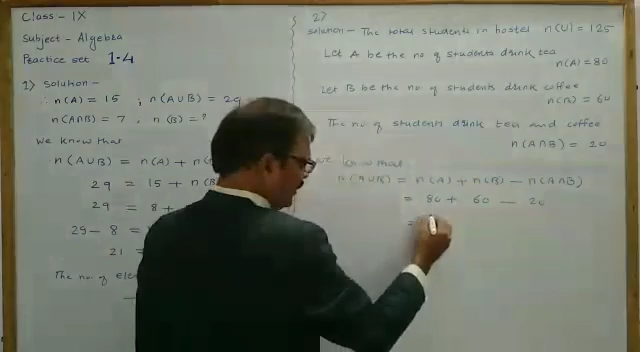 Class - IX
Subject - Algebra
Practice set 1.4
1) Solution -
∴ n(A) = 15 , n(A∪B) = 29
n(A∩B) = 7 , n(B) = ?
we know that
n(A∪B) = n(A) + n(
29 = 15 + n(B
29 = 8 +
29 - 8 =
21 =
The no of ele
2)
Solution - The total students in hostel n(U) = 125
Let A be the no of students drink tea
n(A) = 80
Let B be the no of students drink coffee
n(B) = 60
The no of students drink tea and coffee
n(A∩B) = 20
we know that
n(A∪B) = n(A) + n(B) - n(A∩B)
= 80 + 60 - 20
=